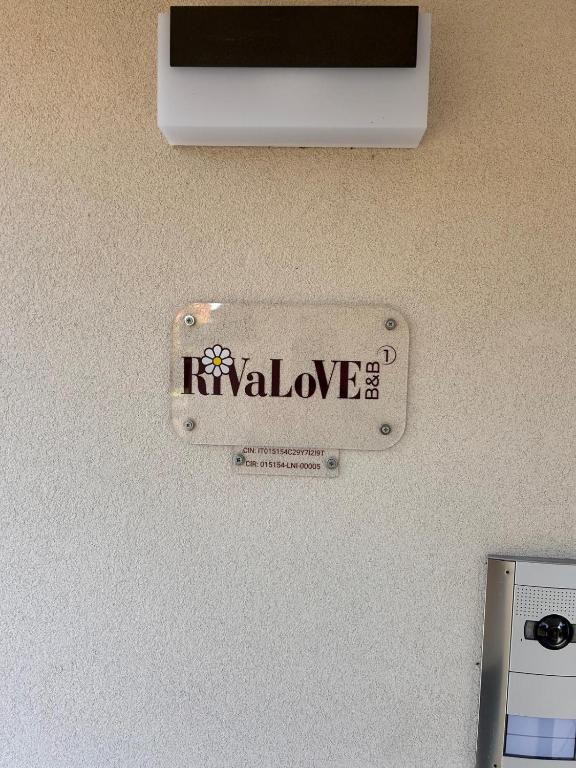 RiVaLoVE B&B 1
CIN: IT015154C29Y7I2I9T
CIR: 015154-LNI-00005